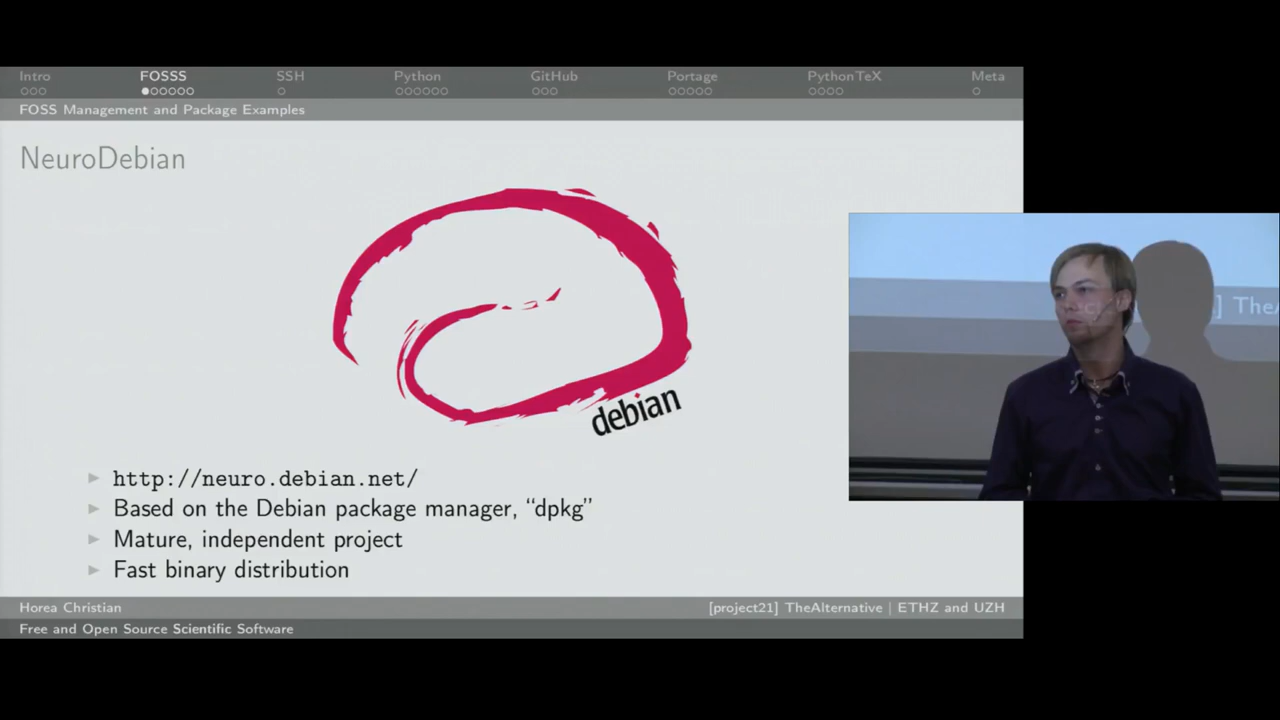 Intro FOSSS SSH Python GitHub Portage PythonTeX Meta
FOSS Management and Package Examples
NeuroDebian
debian
http://neuro.debian.net/
Based on the Debian package manager, “dpkg”
Mature, independent project
Fast binary distribution
] TheA
Horea Christian [project21] TheAlternative | ETHZ and UZH
Free and Open Source Scientific Software